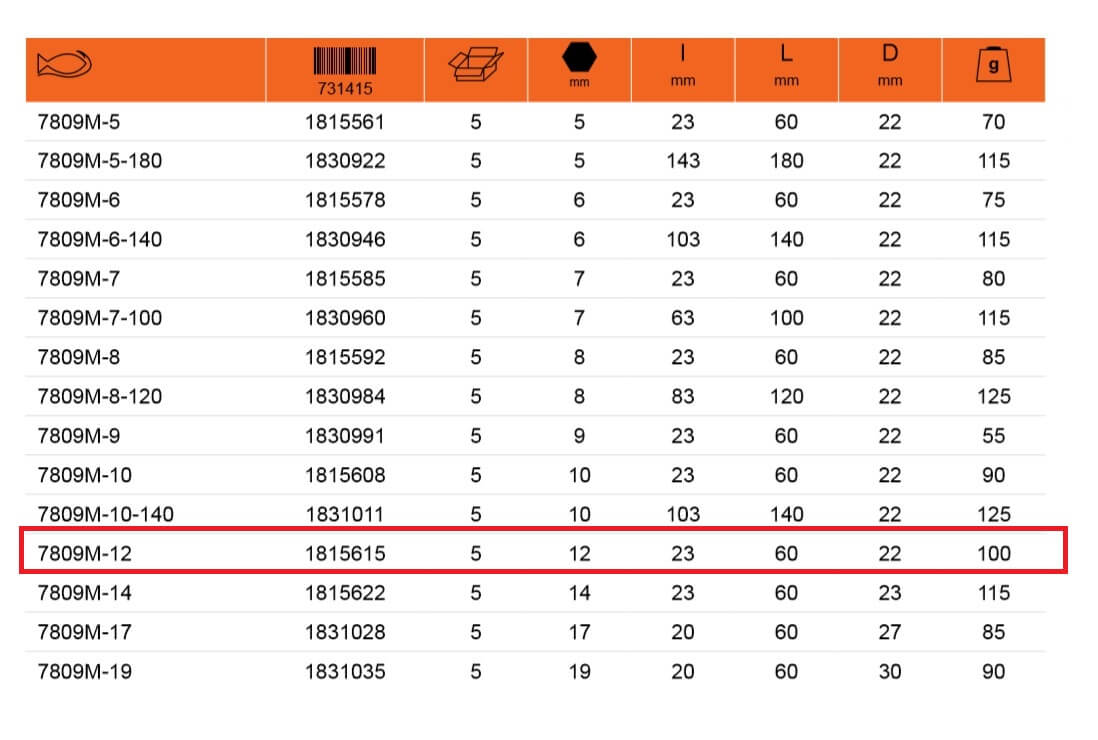 731415 mm l mm L mm D mm g
7809M-5 1815561 5 5 23 60 22 70
7809M-5-180 1830922 5 5 143 180 22 115
7809M-6 1815578 5 6 23 60 22 75
7809M-6-140 1830946 5 6 103 140 22 115
7809M-7 1815585 5 7 23 60 22 80
7809M-7-100 1830960 5 7 63 100 22 115
7809M-8 1815592 5 8 23 60 22 85
7809M-8-120 1830984 5 8 83 120 22 125
7809M-9 1830991 5 9 23 60 22 55
7809M-10 1815608 5 10 23 60 22 90
7809M-10-140 1831011 5 10 103 140 22 125
7809M-12 1815615 5 12 23 60 22 100
7809M-14 1815622 5 14 23 60 23 115
7809M-17 1831028 5 17 20 60 27 85
7809M-19 1831035 5 19 20 60 30 90